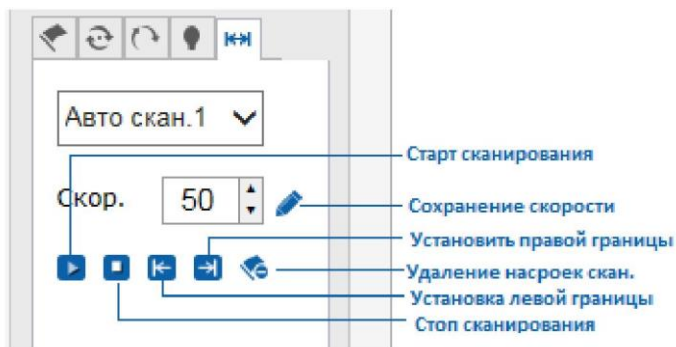 Авто скан.1
Старт сканирования
Скор.
50
Сохранение скорости
Установить правой границы
Удаление насроек скан.
Установка левой границы
Стоп сканирования